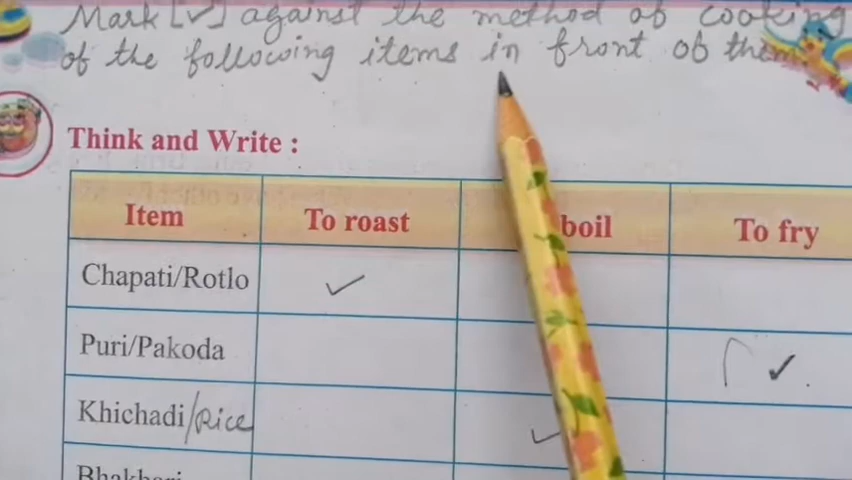 Mark [✓] against the method of cooking
of the following items in front of them.
Think and Write :
Item To roast boil To fry
Chapati/Rotlo ✓
Puri/Pakoda ✓
Khichadi/Rice ✓
Bhakhari